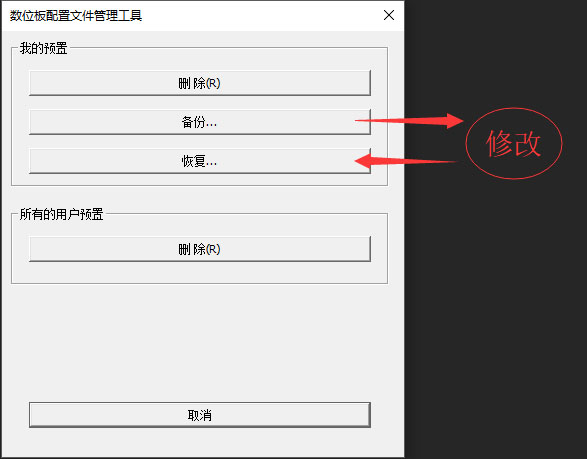 数位板配置文件管理工具
我的预置
删 除(R)
备份...
修改
恢复...
所有的用户预置
删 除(R)
取消